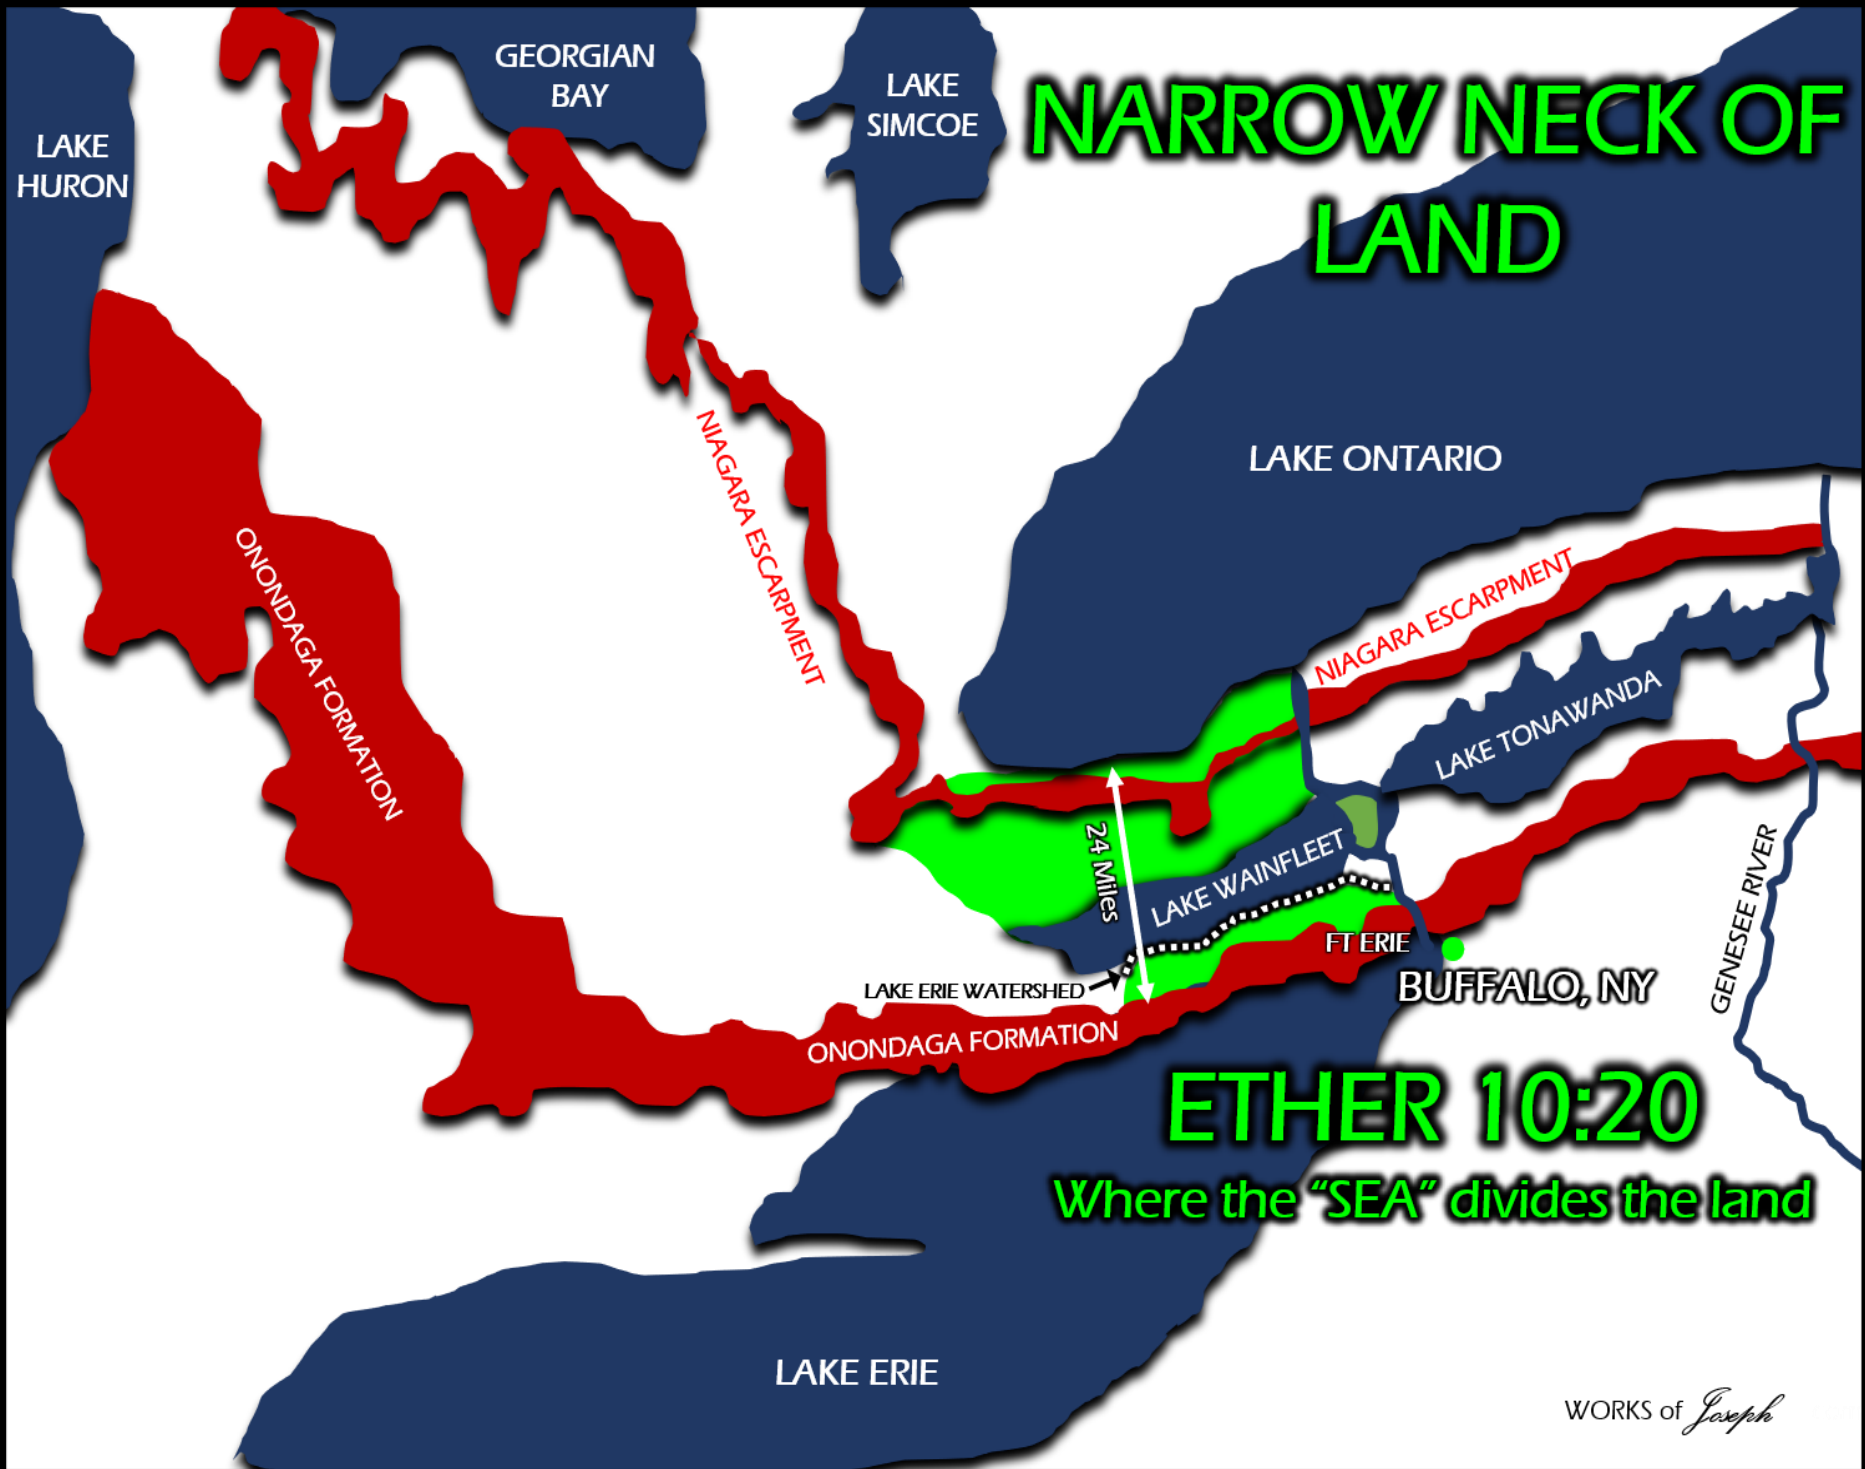 GEORGIAN
BAY
LAKE
SIMCOE
NARROW NECK OF
LAND
LAKE
HURON
NIAGARA ESCARPMENT
LAKE ONTARIO
ONONDAGA FORMATION
NIAGARA ESCARPMENT
LAKE TONAWANDA
24 Miles
LAKE WAINFLEET
GENESEE RIVER
FT ERIE
LAKE ERIE WATERSHED
BUFFALO, NY
ONONDAGA FORMATION
ETHER 10:20
Where the “SEA” divides the land
LAKE ERIE
WORKS of Joseph